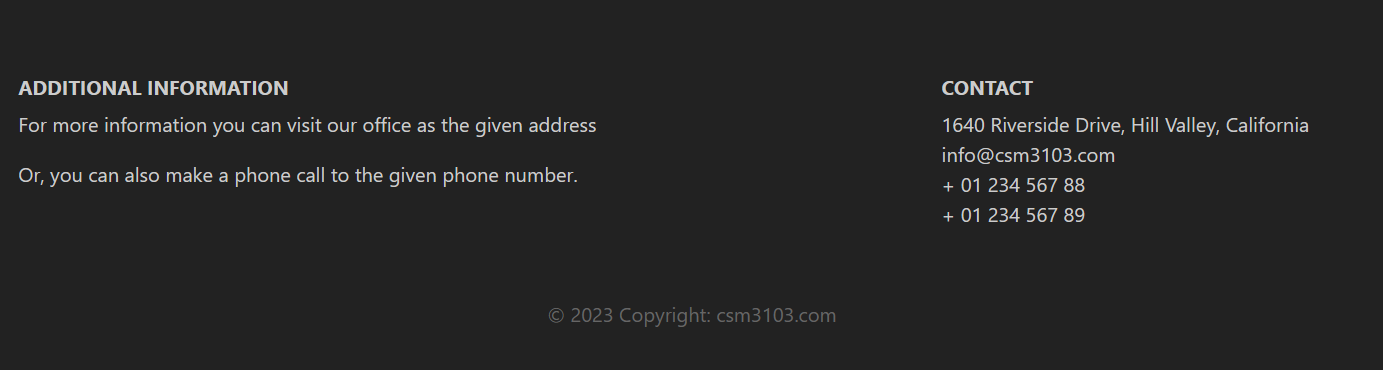 ADDITIONAL INFORMATION
For more information you can visit our office as the given address
Or, you can also make a phone call to the given phone number.
CONTACT
1640 Riverside Drive, Hill Valley, California
info@csm3103.com
+ 01 234 567 88
+ 01 234 567 89
© 2023 Copyright: csm3103.com